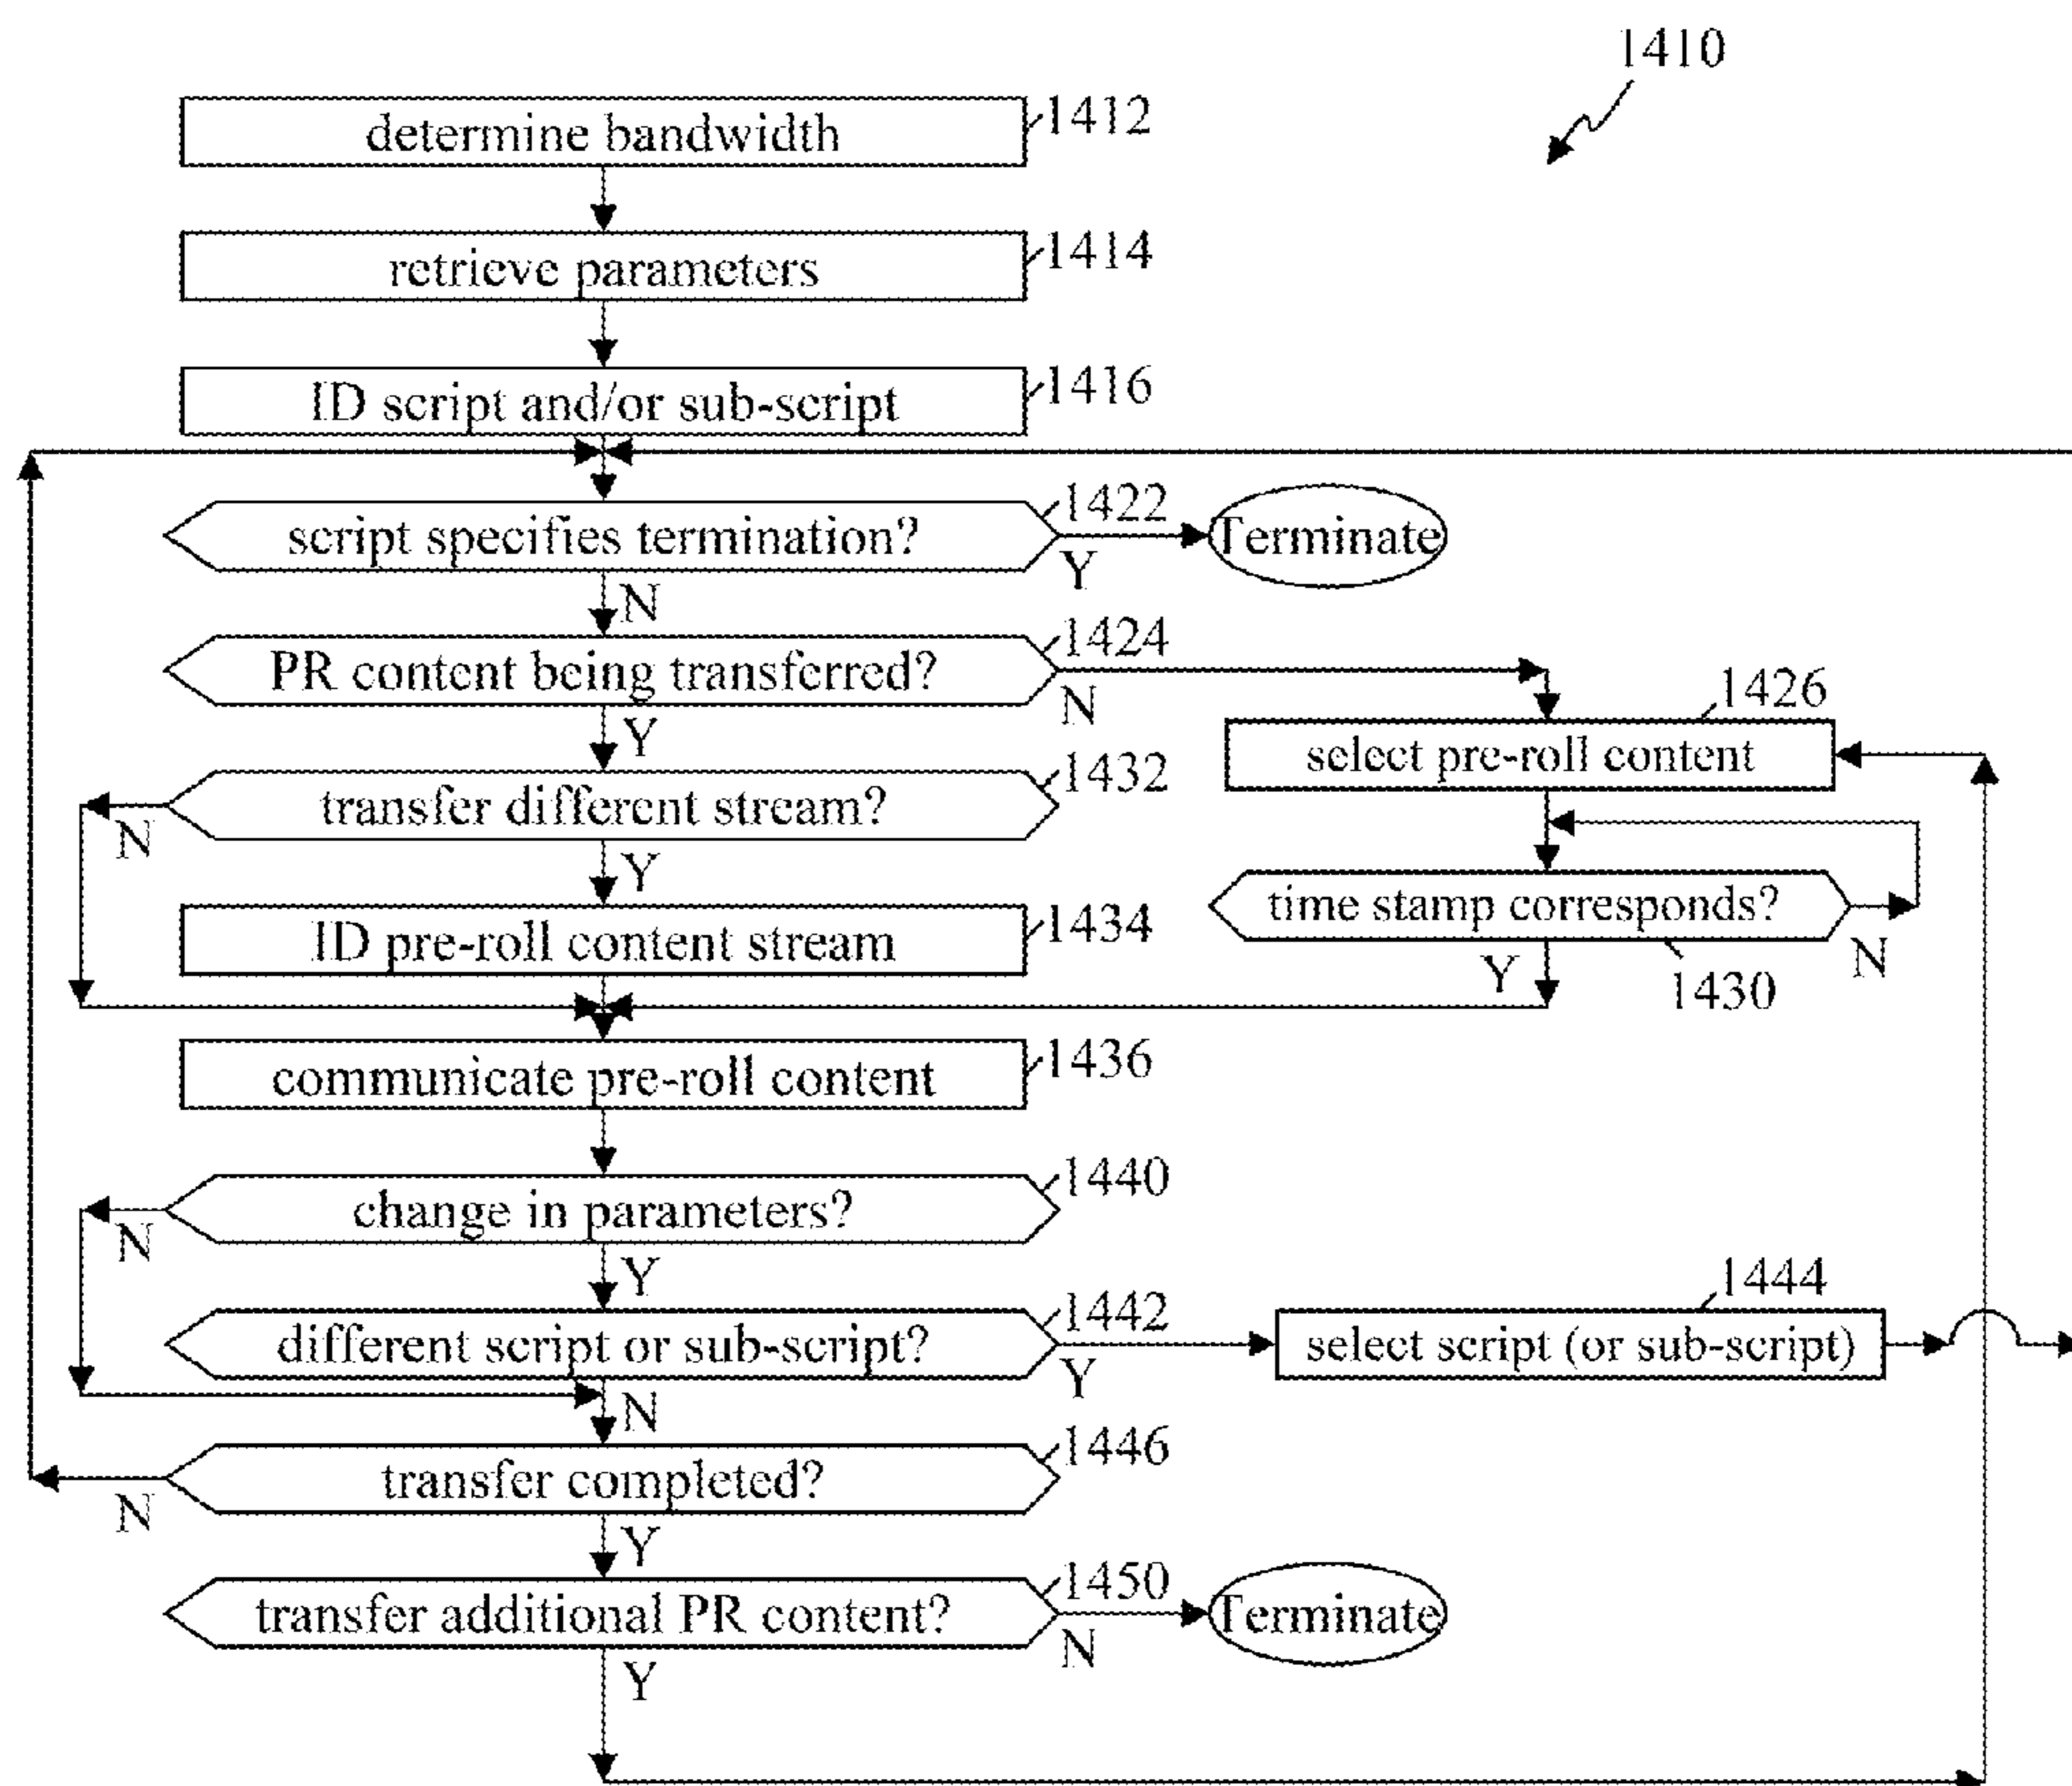 1410
determine bandwidth
1412
retrieve parameters
1414
ID script and/or sub-script
1416
script specifies termination?
1422
Y
Terminate
N
PR content being transferred?
1424
N
Y
1426
select pre-roll content
transfer different stream?
1432
N
Y
time stamp corresponds?
N
Y
1430
ID pre-roll content stream
1434
communicate pre-roll content
1436
change in parameters?
1440
N
Y
different script or sub-script?
1442
Y
1444
select script (or sub-script)
N
transfer completed?
1446
N
Y
transfer additional PR content?
1450
N
Terminate
Y